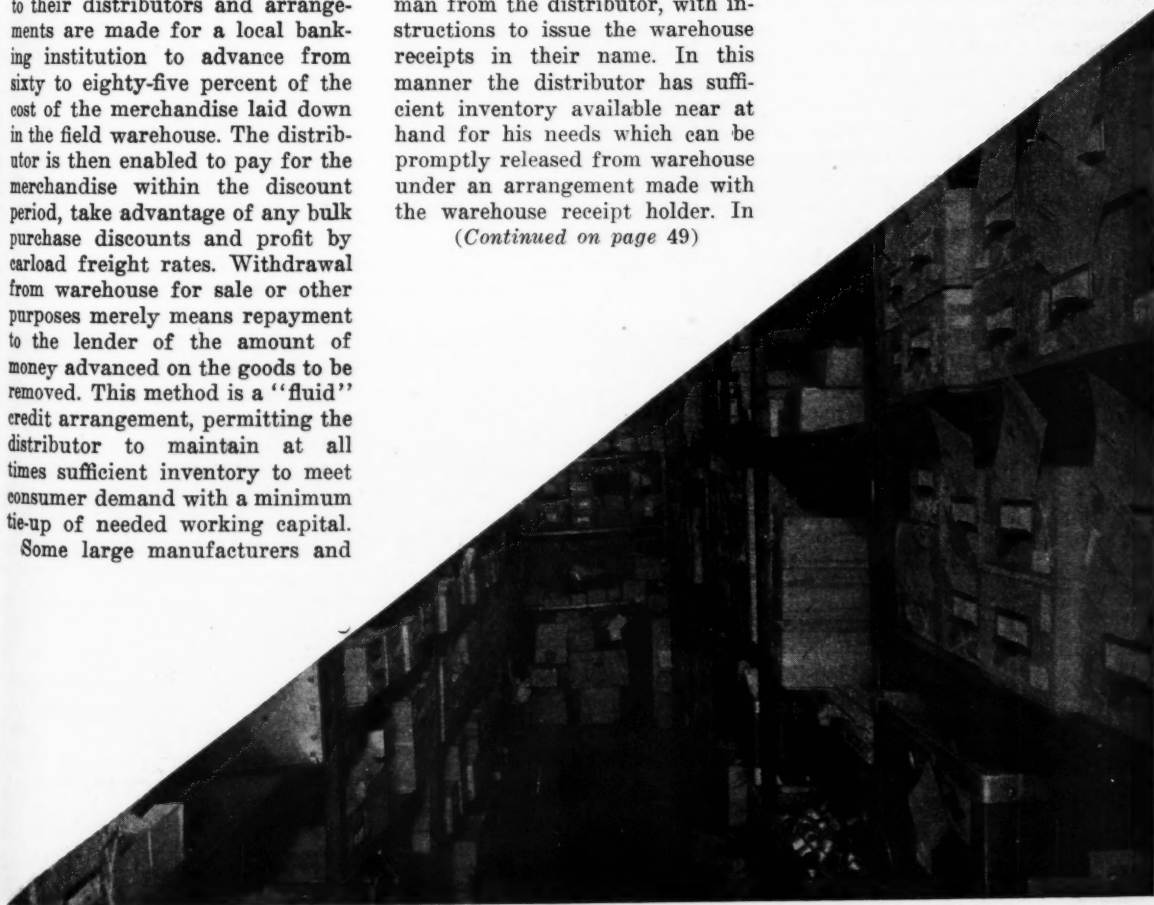 to their distributors and arrange-
ments are made for a local bank-
ing institution to advance from
sixty to eighty-five percent of the
cost of the merchandise laid down
in the field warehouse. The distrib-
utor is then enabled to pay for the
merchandise within the discount
period, take advantage of any bulk
purchase discounts and profit by
carload freight rates. Withdrawal
from warehouse for sale or other
purposes merely means repayment
to the lender of the amount of
money advanced on the goods to be
removed. This method is a "fluid"
credit arrangement, permitting the
distributor to maintain at all
times sufficient inventory to meet
consumer demand with a minimum
tie-up of needed working capital.
Some large manufacturers and
man from the distributor, with in-
structions to issue the warehouse
receipts in their name. In this
manner the distributor has suffi-
cient inventory available near at
hand for his needs which can be
promptly released from warehouse
under an arrangement made with
the warehouse receipt holder. In
(Continued on page 49)